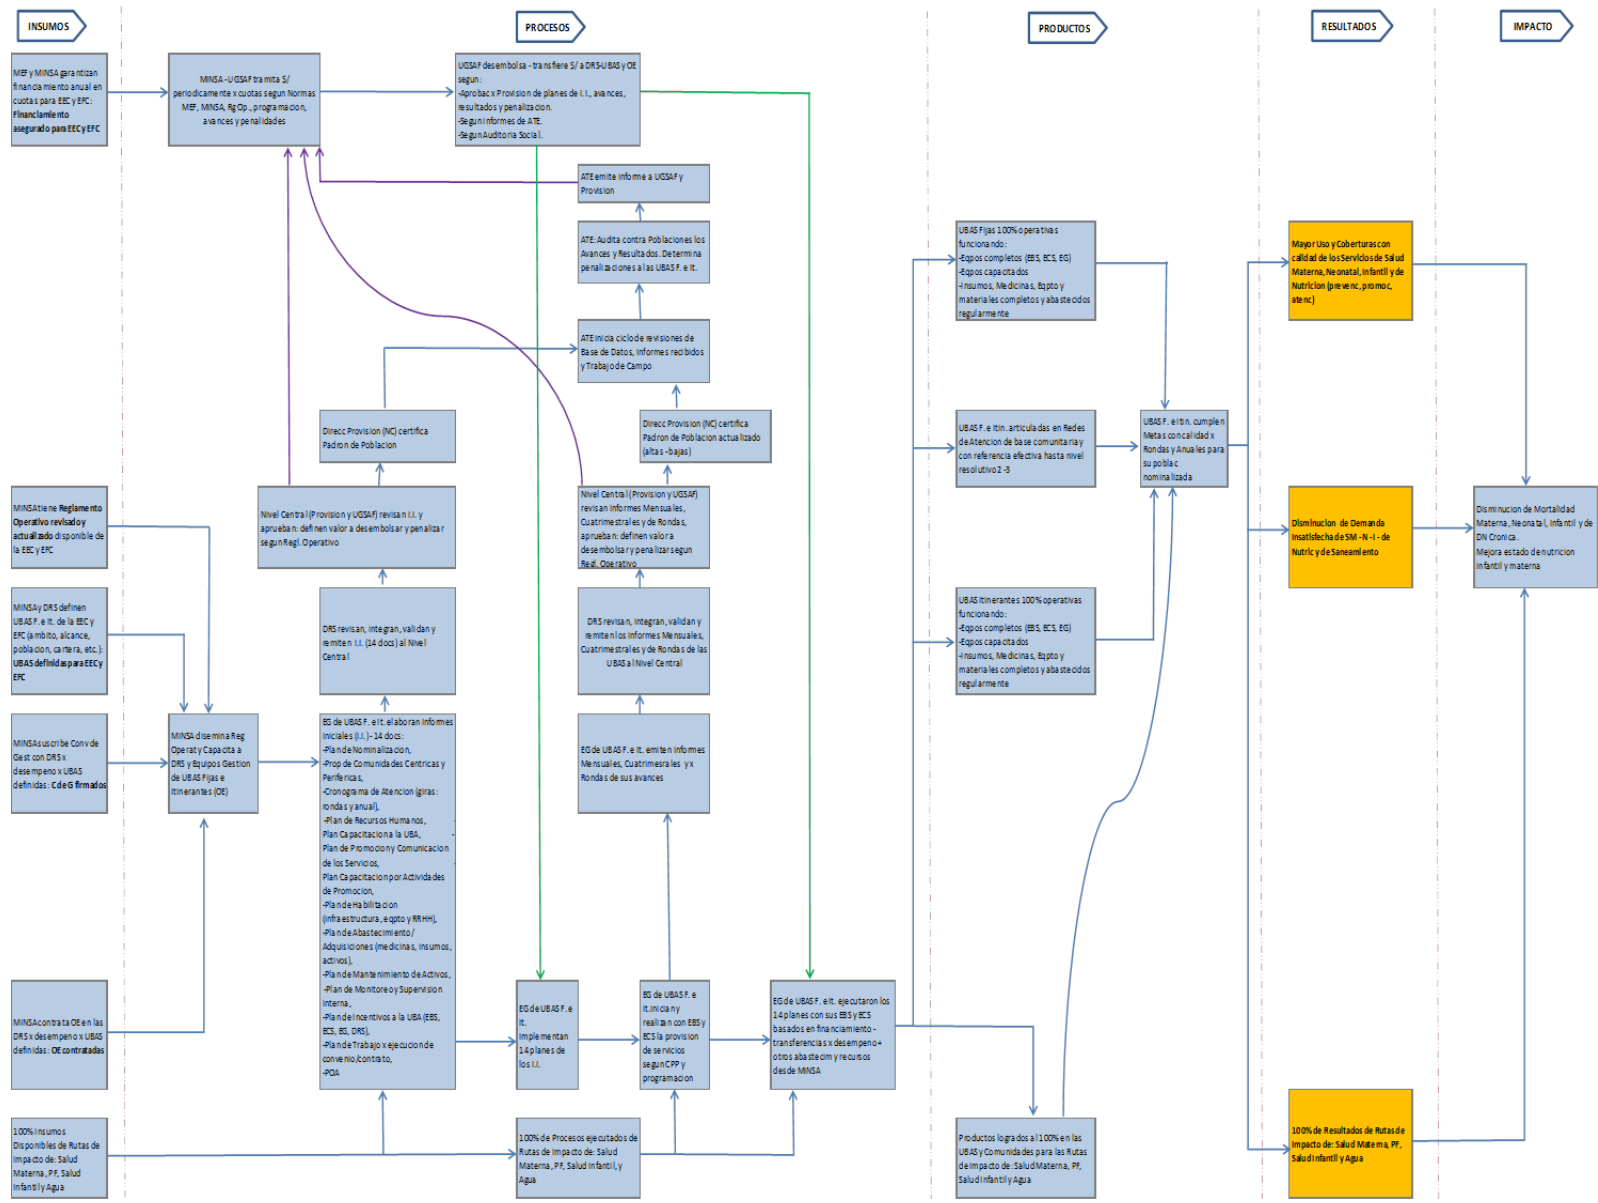 INSUMOS
PROCESOS
PRODUCTOS
RESULTADOS
IMPACTO
MEF y MINSA garantizan
financiamiento anual en
cuotas para EEC y EFC:
Financiamiento
asegurado para EEC y EFC
MINSA - UGSAF tramita $/
periodicamente x cuotas segun Normas
MEF, MINSA, Rg Op., programacion,
avances y penalidades
UGSAF desembolsa - transfiere $/ a DRS-UBAS y OE
segun:
-Aprobac x Provision de planes de I.I., avances,
resultados y penalizacion.
-Segun Informes de ATE.
-Segun Auditoria Social.
ATE emite informe a UGSAF y
Provision
ATE: Audita contra Poblaciones los
Avances y Resultados. Determina
penalizaciones a las UBAS F. e It.
ATE inicia ciclo de revisiones de
Base de Datos, Informes recibidos
y Trabajo de Campo
Direcc Provision (NC) certifica
Padron de Poblacion
Direcc Provision (NC) certifica
Padron de Poblacion actualizado
(altas - bajas)
MINSA tiene Reglamento
Operativo revisado y
actualizado disponible de
la EEC y EFC
Nivel Central (Provision y UGSAF) revisan I.I. y
aprueban: definen valor a desembolsar y penalizar
segun Regl. Operativo
Nivel Central (Provision y UGSAF)
revisan Informes Mensuales,
Cuatrimestrales y de Rondas,
aprueban: definen valor a
desembolsar y penalizar segun
Regl. Operativo
MINSA y DRS definen
UBAS F. e It. de la EEC y
EFC (ambito, alcance,
poblacion, cartera, etc.):
UBAS definidas para EEC y
EFC
DRS revisan, integran, validan y
remiten I.I. (14 docs) al Nivel
Central
DRS revisan, integran, validan y
remiten los Informes Mensuales,
Cuatrimestrales y de Rondas de las
UBAS al Nivel Central
MINSA suscribe Conv de
Gest con DRS x
desempeno x UBAS
definidas: C de G firmados
MINSA disemina Reg
Operat y Capacita a
DRS y Equipos Gestion
de UBAS Fijas e
Itinerantes (OE)
EG de UBAS F. e It. elaboran Informes
Iniciales (I.I.) - 14 docs:
-Plan de Nominalizacion,
-Prop de Comunidades Centricas y
Perifericas,
-Cronograma de Atencion (giras:
rondas y anual),
-Plan de Recursos Humanos,
Plan Capacitacion a la UBA,
Plan de Promocion y Comunicacion
de los Servicios,
Plan Capacitacion por Actividades
de Promocion,
-Plan de Habilitacion
(infraestructura, eqpto y RRHH),
-Plan de Abastecimiento /
Adquisiciones (medicinas, insumos,
activos),
-Plan de Mantenimiento de Activos,
-Plan de Monitoreo y Supervision
Interna,
-Plan de Incentivos a la UBA (EBS,
ECS, EG, DRS),
-Plan de Trabajo x ejecucion de
convenio/contrato,
-POA
EG de UBAS F. e It. emiten Informes
Mensuales, Cuatrimesrales y x
Rondas de sus avances
MINSA contrata OE en las
DRS x desempeno x UBAS
definidas: OE contratadas
EG de UBAS F. e
It.
Implementan
14 planes de
los I.I.
EG de UBAS F. e
It. inician y
realizan con EBS y
ECS la provision
de servicios
segun CPP y
programacion
EG de UBAS F. e It. ejecutaron los
14 planes con sus EBS y ECS
basados en financiamiento -
transferencias x desempeno +
otros abastecim y recursos
desde MINSA
100% Insumos
Disponibles de Rutas de
Impacto de: Salud
Materna, PF, Salud
Infantil y Agua
100% de Procesos ejecutados de
Rutas de Impacto de: Salud
Materna, PF, Salud Infantil, y
Agua
UBAS Fijas 100% operativas
funcionando:
-Eqpos completos (EBS, ECS, EG)
-Eqpos capacitados
-Insumos, Medicinas, Eqpto y
materiales completos y abastecidos
regularmente
UBAS F. e Itin. articuladas en Redes
de Atencion de base comunitaria y
con referencia efectiva hasta nivel
resolutivo 2 -3
UBAS F. e Itin. cumplen
Metas con calidad x
Rondas y Anuales para
su poblac
nominalizada
UBAS Itinerantes 100% operativas
funcionando:
-Eqpos completos (EBS, ECS, EG)
-Eqpos capacitados
-Insumos, Medicinas, Eqpto y
materiales completos y abastecidos
regularmente
Productos logrados al 100% en las
UBAS y Comunidades para las Rutas
de Impacto de: Salud Materna, PF,
Salud Infantil y Agua
Mayor Uso y Coberturas con
calidad de los Servicios de Salud
Materna, Neonatal, Infantil y de
Nutricion (prevenc, promoc,
atenc)
Disminucion de Demanda
Insatisfecha de SM - N - I - de
Nutric y de Saneamiento
100% de Resultados de Rutas de
Impacto de: Salud Materna, PF,
Salud Infantil y Agua
Disminucion de Mortalidad
Materna, Neonatal, Infantil y de
DN Cronica.
Mejora estado de nutricion
infantil y materna